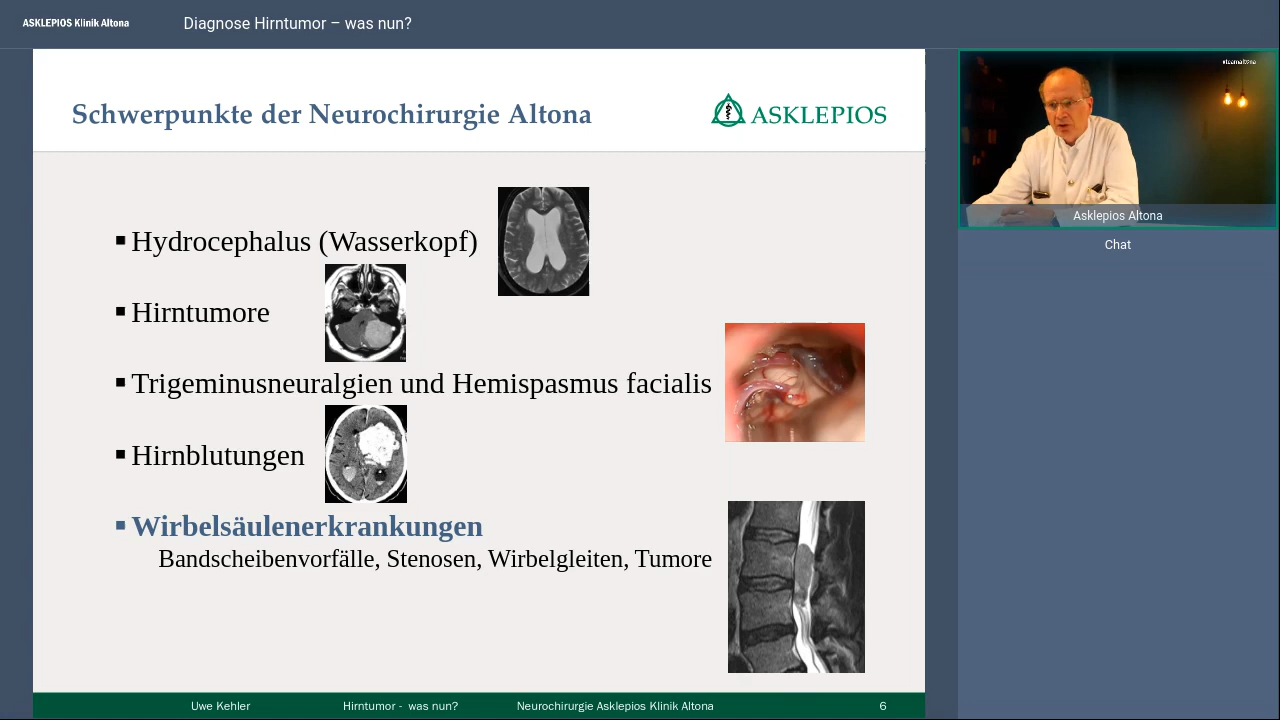 ASKLEPIOS Klinik Altona
Diagnose Hirntumor – was nun?
Schwerpunkte der Neurochirurgie Altona
ASKLEPIOS
Hydrocephalus (Wasserkopf)
Hirntumore
Trigeminusneuralgien und Hemispasmus facialis
Hirnblutungen
Wirbelsäulenerkrankungen
Bandscheibenvorfälle, Stenosen, Wirbelgleiten, Tumore
Uwe Kehler
Hirntumor - was nun?
Neurochirurgie Asklepios Klinik Altona
6
#teamaltona
Asklepios Altona
Chat